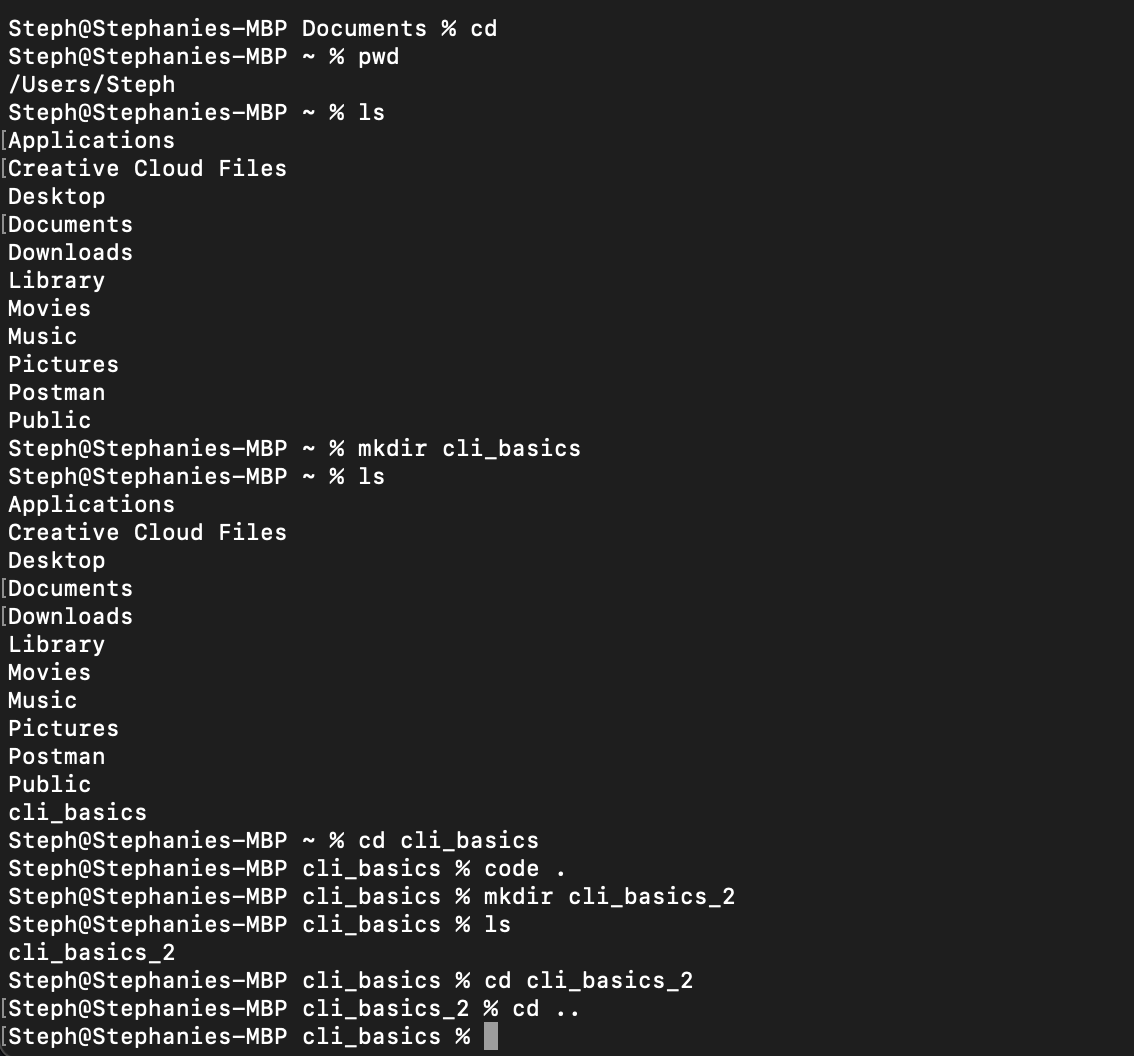 Steph@Stephanies-MBP Documents % cd
Steph@Stephanies-MBP ~ % pwd
/Users/Steph
Steph@Stephanies-MBP ~ % ls
[Applications
[Creative Cloud Files
Desktop
[Documents
Downloads
Library
Movies
Music
Pictures
Postman
Public
Steph@Stephanies-MBP ~ % mkdir cli_basics
Steph@Stephanies-MBP ~ % ls
Applications
Creative Cloud Files
Desktop
[Documents
[Downloads
Library
Movies
Music
Pictures
Postman
Public
cli_basics
Steph@Stephanies-MBP ~ % cd cli_basics
Steph@Stephanies-MBP cli_basics % code .
Steph@Stephanies-MBP cli_basics % mkdir cli_basics_2
Steph@Stephanies-MBP cli_basics % ls
cli_basics_2
Steph@Stephanies-MBP cli_basics % cd cli_basics_2
[Steph@Stephanies-MBP cli_basics_2 % cd ..
[Steph@Stephanies-MBP cli_basics %